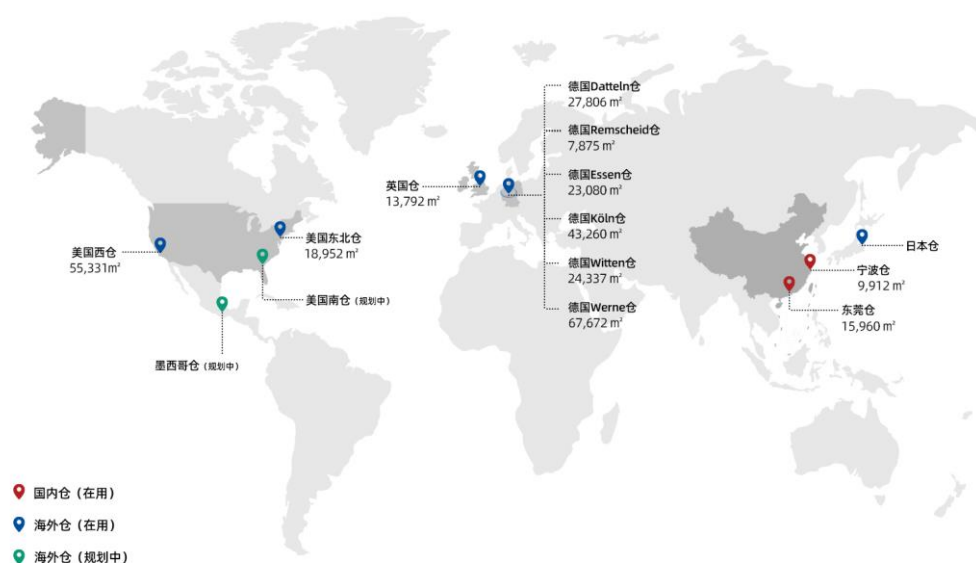 德国Datteln仓
27,806 ㎡
德国Remscheid仓
7,875 ㎡
德国Essen仓
23,080 ㎡
德国Köln仓
43,260 ㎡
德国Witten仓
24,337 ㎡
德国Werne仓
67,672 ㎡
英国仓
13,792 ㎡
美国西仓
55,331㎡
美国东北仓
18,952 ㎡
美国南仓（规划中）
墨西哥仓（规划中）
日本仓
宁波仓
9,912 ㎡
东莞仓
15,960 ㎡
国内仓（在用）
海外仓（在用）
海外仓（规划中）